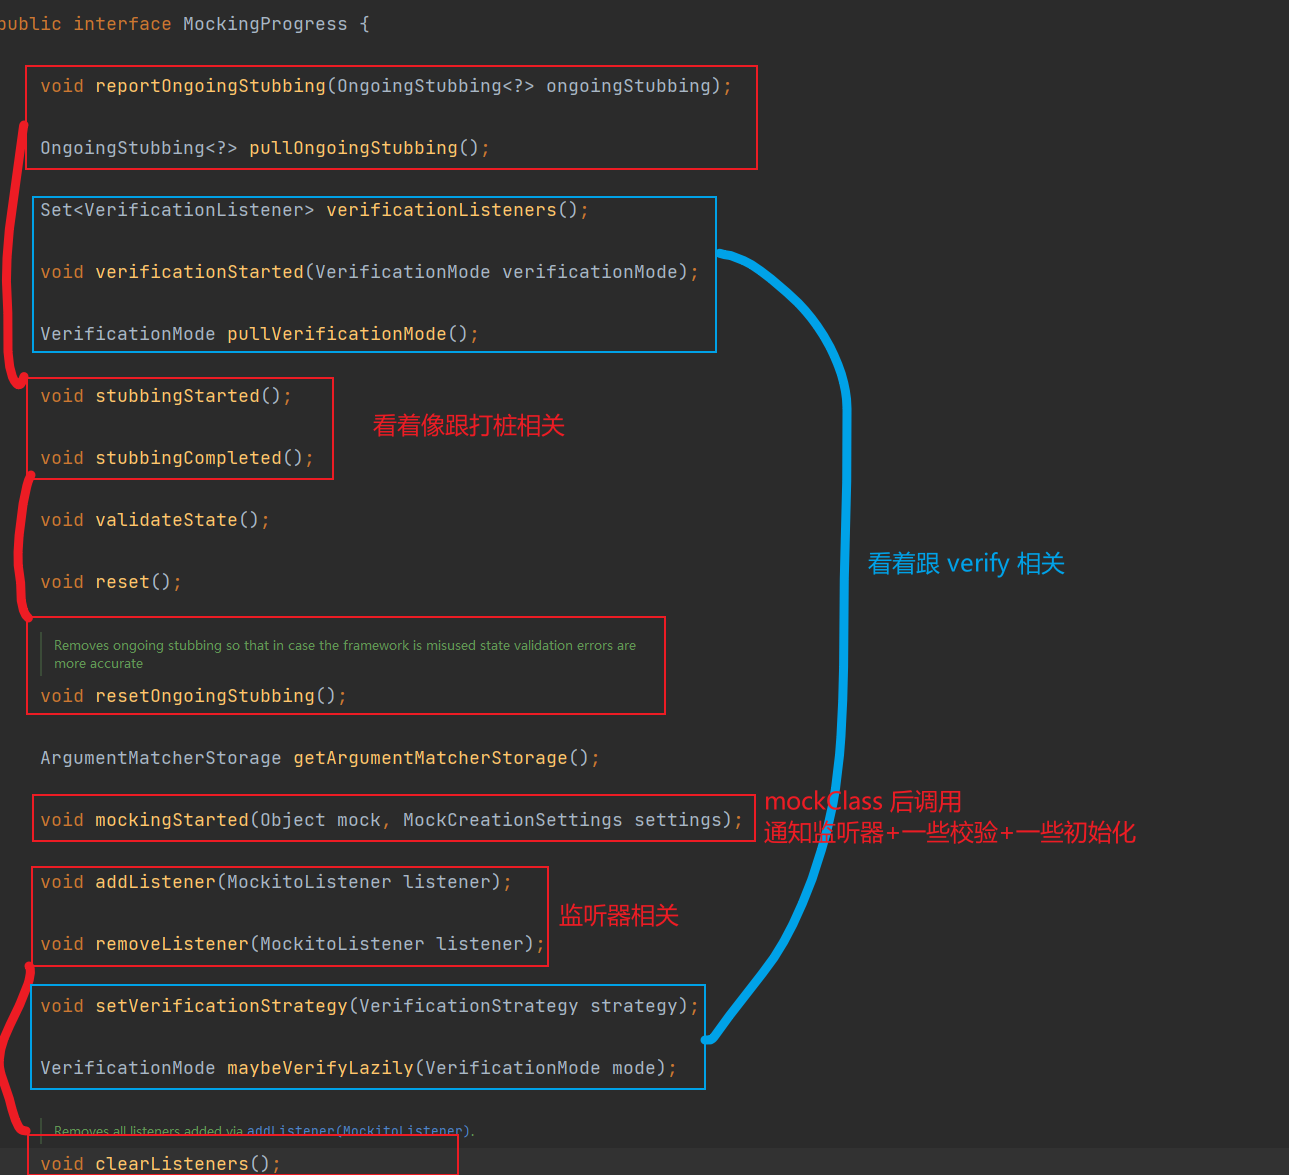 public interface MockingProgress {
void reportOngoingStubbing(OngoingStubbing<?> ongoingStubbing);
OngoingStubbing<?> pullOngoingStubbing();
Set<VerificationListener> verificationListeners();
void verificationStarted(VerificationMode verificationMode);
VerificationMode pullVerificationMode();
void stubbingStarted();
看着像跟打桩相关
void stubbingCompleted();
void validateState();
看着跟 verify 相关
void reset();
Removes ongoing stubbing so that in case the framework is misused state validation errors are
more accurate
void resetOngoingStubbing();
ArgumentMatcherStorage getArgumentMatcherStorage();
void mockingStarted(Object mock, MockCreationSettings settings);
mockClass 后调用
通知监听器+一些校验+一些初始化
void addListener(MockitoListener listener);
监听器相关
void removeListener(MockitoListener listener);
void setVerificationStrategy(VerificationStrategy strategy);
VerificationMode maybeVerifyLazily(VerificationMode mode);
Removes all listeners added via addListener(MockitoListener).
void clearListeners();